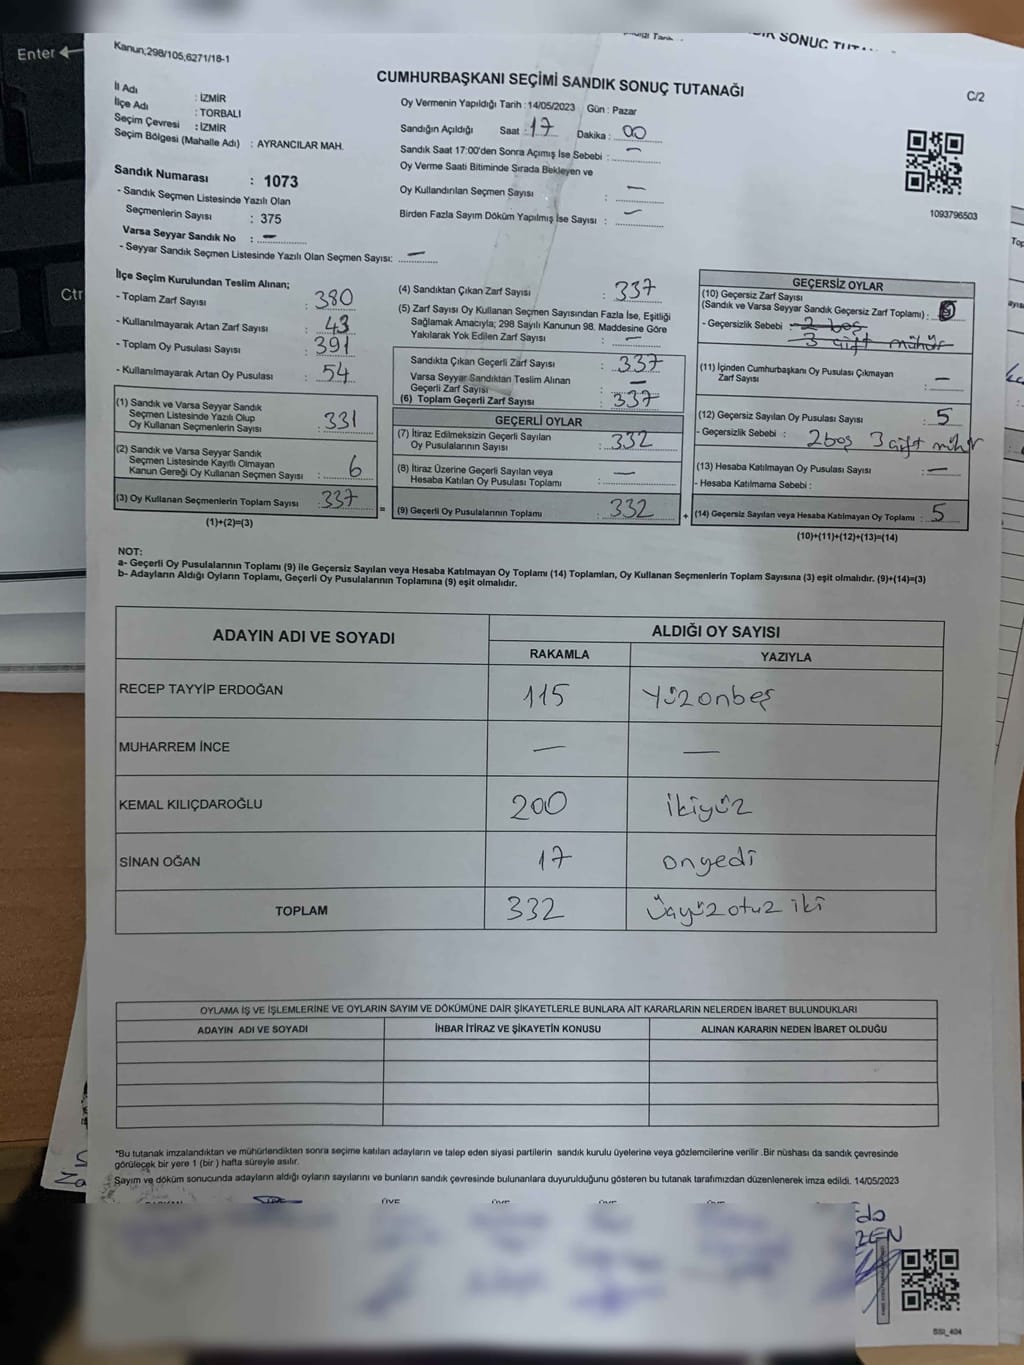 Enter
Ctr
Kanun;298/105,6271/18-1
CUMHURBAŞKANI SEÇİMİ SANDIK SONUÇ TUTANAĞI
C/2
İl Adı : İZMİR
İlçe Adı : TORBALI
Seçim Çevresi : İZMİR
Seçim Bölgesi (Mahalle Adı) : AYRANCILAR MAH.
Sandık Numarası : 1073
- Sandık Seçmen Listesinde Yazılı Olan
Seçmenlerin Sayısı : 375
Varsa Seyyar Sandık No : –
- Seyyar Sandık Seçmen Listesinde Yazılı Olan Seçmen Sayısı: –
Oy Vermenin Yapıldığı Tarih : 14/05/2023 Gün : Pazar
Sandığın Açıldığı Saat : 17 Dakika : 00
Sandık Saat 17:00'den Sonra Açımış İse Sebebi : –
Oy Verme Saati Bitiminde Sırada Bekleyen ve
Oy Kullandırılan Seçmen Sayısı : –
Birden Fazla Sayım Döküm Yapılmış İse Sayısı : –
1093796503
İlçe Seçim Kurulundan Teslim Alınan;
- Toplam Zarf Sayısı : 380
- Kullanılmayarak Artan Zarf Sayısı : 43
- Toplam Oy Pusulası Sayısı : 391
- Kullanılmayarak Artan Oy Pusulası : 54
(1) Sandık ve Varsa Seyyar Sandık
Seçmen Listesinde Yazılı Olup
Oy Kullanan Seçmenlerin Sayısı : 331
(2) Sandık ve Varsa Seyyar Sandık
Seçmen Listesinde Kayıtlı Olmayan
Kanun Gereği Oy Kullanan Seçmen Sayısı : 6
(3) Oy Kullanan Seçmenlerin Toplam Sayısı : 337
(1)+(2)=(3)
=
(4) Sandıktan Çıkan Zarf Sayısı : 337
(5) Zarf Sayısı Oy Kullanan Seçmen Sayısından Fazla İse, Eşitliği
Sağlamak Amacıyla; 298 Sayılı Kanunun 98. Maddesine Göre
Yakılarak Yok Edilen Zarf Sayısı : –
Sandıkta Çıkan Geçerli Zarf Sayısı : 337
Varsa Seyyar Sandıktan Teslim Alınan
Geçerli Zarf Sayısı : –
(6) Toplam Geçerli Zarf Sayısı : 337
GEÇERLİ OYLAR
(7) İtiraz Edilmeksizin Geçerli Sayılan
Oy Pusulalarının Sayısı : 332
(8) İtiraz Üzerine Geçerli Sayılan veya
Hesaba Katılan Oy Pusulası Toplamı : –
(9) Geçerli Oy Pusulalarının Toplamı : 332
+
GEÇERSİZ OYLAR
(10) Geçersiz Zarf Sayısı
(Sandık ve Varsa Seyyar Sandık Geçersiz Zarf Toplamı) :
- Geçersizlik Sebebi : 2 boş
3 çift mühür
(11) İçinden Cumhurbaşkanı Oy Pusulası Çıkmayan
Zarf Sayısı : –
(12) Geçersiz Sayılan Oy Pusulası Sayısı : 5
- Geçersizlik Sebebi : 2boş 3 çift mühür
(13) Hesaba Katılmayan Oy Pusulası Sayısı : –
- Hesaba Katılmama Sebebi :
(14) Geçersiz Sayılan veya Hesaba Katılmayan Oy Toplamı : 5
(10)+(11)+(12)+(13)=(14)
NOT:
a- Geçerli Oy Pusulalarının Toplamı (9) ile Geçersiz Sayılan veya Hesaba Katılmayan Oy Toplamı (14) Toplamları, Oy Kullanan Seçmenlerin Toplam Sayısına (3) eşit olmalıdır. (9)+(14)=(3)
b- Adayların Aldığı Oyların Toplamı, Geçerli Oy Pusulalarının Toplamına (9) eşit olmalıdır.
ADAYIN ADI VE SOYADI
ALDIĞI OY SAYISI
RAKAMLA YAZIYLA
RECEP TAYYİP ERDOĞAN 115 Yüzonbeş
MUHARREM İNCE – –
KEMAL KILIÇDAROĞLU 200 ikiyüz
SİNAN OĞAN 17 onyedi
TOPLAM 332 Üçyüzotuz iki
OYLAMA İŞ VE İŞLEMLERİNE VE OYLARIN SAYIM VE DÖKÜMÜNE DAİR ŞİKAYETLERLE BUNLARA AİT KARARLARIN NELERDEN İBARET BULUNDUKLARI
ADAYIN ADI VE SOYADI İHBAR İTİRAZ VE ŞİKAYETİN KONUSU ALINAN KARARIN NEDEN İBARET OLDUĞU
*Bu tutanak imzalandıktan ve mühürlendikten sonra seçime katılan adayların ve talep eden siyasi partilerin sandık kurulu üyelerine veya gözlemcilerine verilir .Bir nüshası da sandık çevresinde
görülecek bir yere 1 (bir) hafta süreyle asılır.
Sayım ve döküm sonucunda adayların aldığı oyların sayılarını ve bunların sandık çevresinde bulunanlara duyurulduğunu gösteren bu tutanak tarafımızdan düzenlenerek imza edildi. 14/05/2023
SSI_404